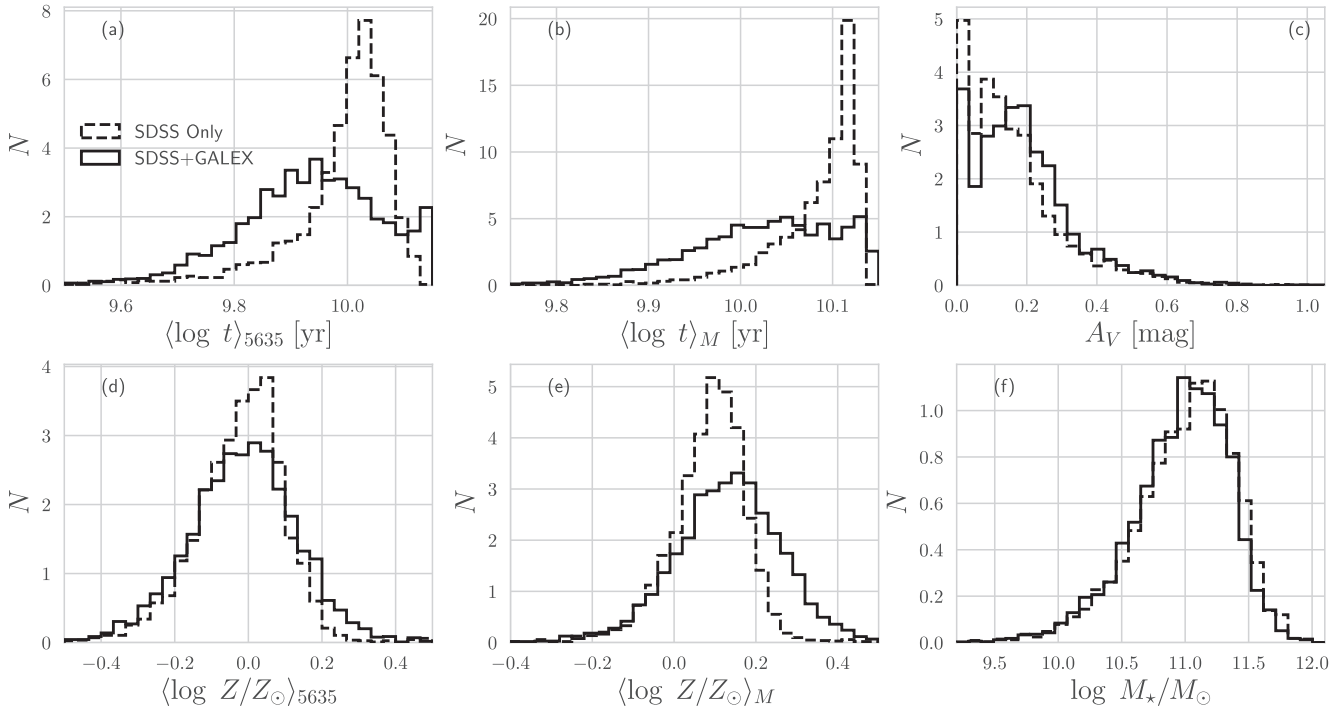 (a)
8
6
4
2
0
N
SDSS Only
SDSS+GALEX
9.6 9.8 10.0
⟨log t⟩5635 [yr]
(b)
20
15
10
5
0
N
9.8 9.9 10.0 10.1
⟨log t⟩M [yr]
(c)
5
4
3
2
1
0
N
0.0 0.2 0.4 0.6 0.8 1.0
AV [mag]
(d)
4
3
2
1
0
N
−0.4 −0.2 0.0 0.2 0.4
⟨log Z/Z⊙⟩5635
(e)
5
4
3
2
1
0
N
−0.4 −0.2 0.0 0.2 0.4
⟨log Z/Z⊙⟩M
(f)
1.0
0.8
0.6
0.4
0.2
0.0
N
9.5 10.0 10.5 11.0 11.5 12.0
log M⋆/M⊙